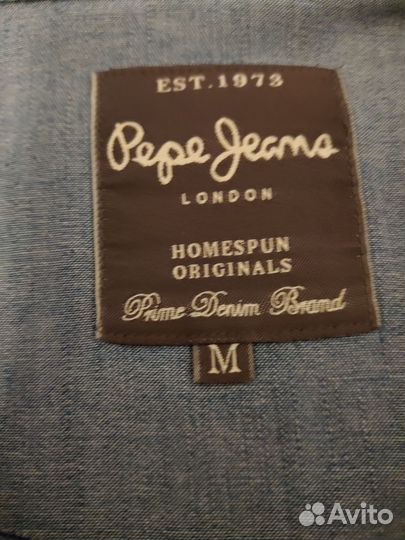 EST. 1973
Pepe Jeans
LONDON
HOMESPUN
ORIGINALS
Prime Denim Brand
M
Avito